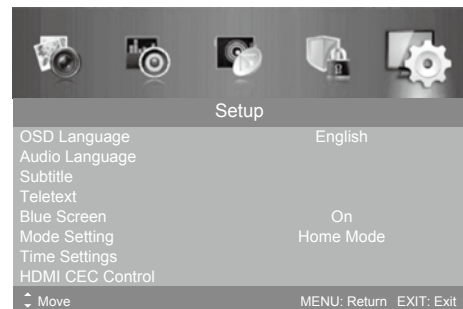 Setup
OSD Language English
Audio Language
Subtitle
Teletext
Blue Screen On
Mode Setting Home Mode
Time Settings
HDMI CEC Control
Move MENU: Return EXIT: Exit